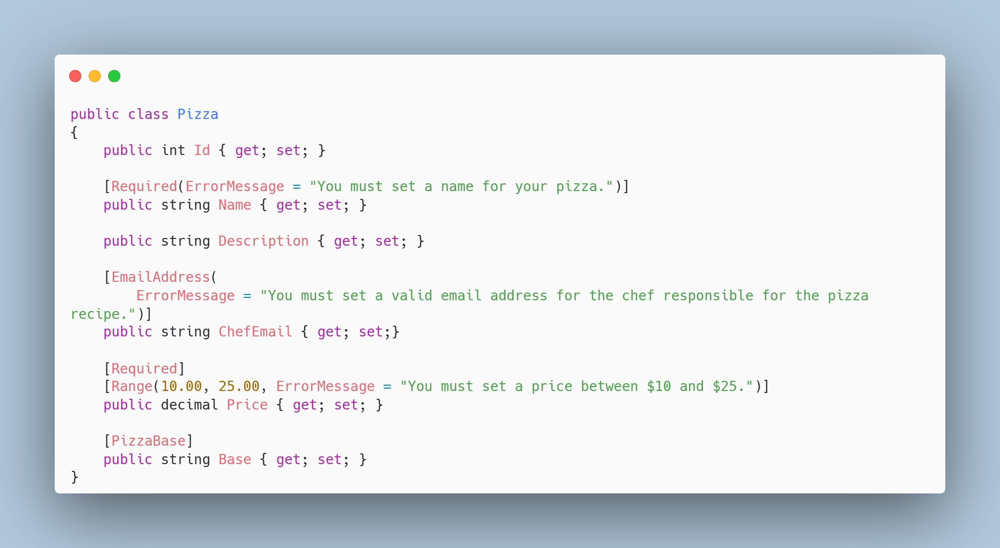 public class Pizza
{
    public int Id { get; set; }

    [Required(ErrorMessage = "You must set a name for your pizza.")]
    public string Name { get; set; }

    public string Description { get; set; }

    [EmailAddress(
        ErrorMessage = "You must set a valid email address for the chef responsible for the pizza
recipe.")]
    public string ChefEmail { get; set;}

    [Required]
    [Range(10.00, 25.00, ErrorMessage = "You must set a price between $10 and $25.")]
    public decimal Price { get; set; }

    [PizzaBase]
    public string Base { get; set; }
}